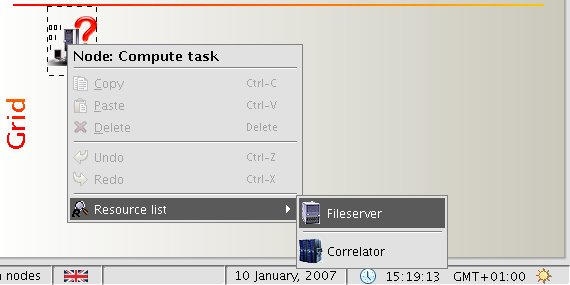 Grid
Node: Compute task
Copy Ctrl-C
Paste Ctrl-V
Delete Delete
Undo Ctrl-Z
Redo Ctrl-X
Resource list
Fileserver
Correlator
nodes 10 January, 2007 15:19:13 GMT+01:00